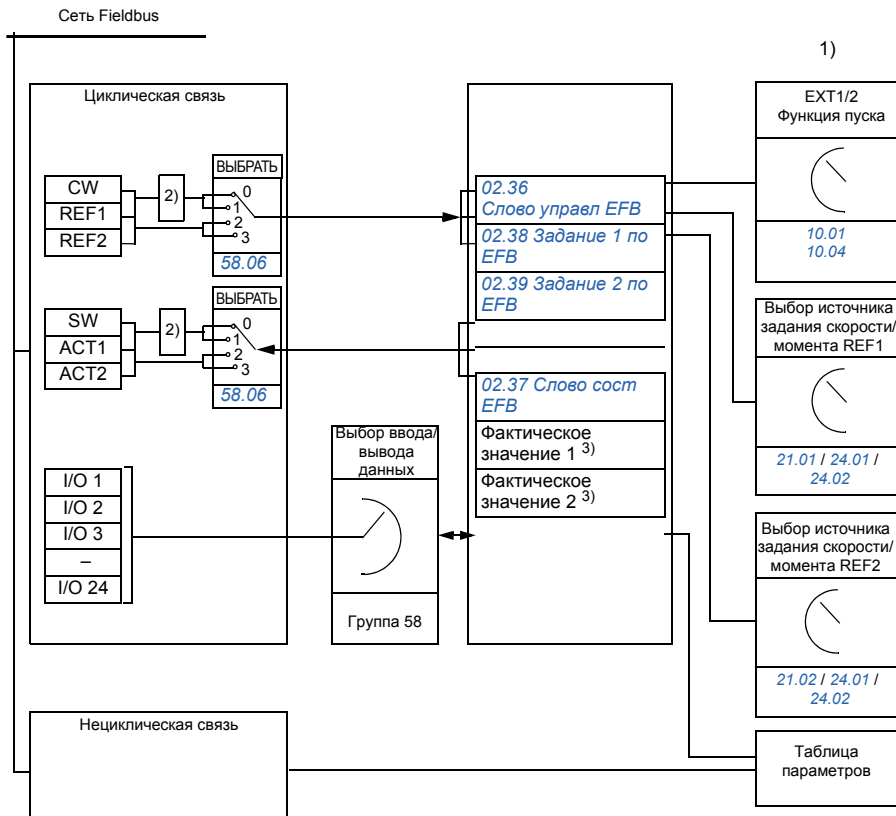 Сеть Fieldbus
1)
Циклическая связь
CW
REF1
REF2
2)
ВЫБРАТЬ
0
1
2
3
58.06
SW
ACT1
ACT2
2)
ВЫБРАТЬ
0
1
2
3
58.06
I/O 1
I/O 2
I/O 3
–
I/O 24
Выбор ввода/
вывода
данных
Группа 58
02.36
Слово управл EFB
02.38 Задание 1 по
EFB
02.39 Задание 2 по
EFB
02.37 Слово сост
EFB
Фактическое
значение 1 3)
Фактическое
значение 2 3)
EXT1/2
Функция пуска
10.01
10.04
Выбор источника
задания скорости/
момента REF1
21.01 / 24.01 /
24.02
Выбор источника
задания скорости/
момента REF2
21.02 / 24.01 /
24.02
Нециклическая связь
Таблица
параметров